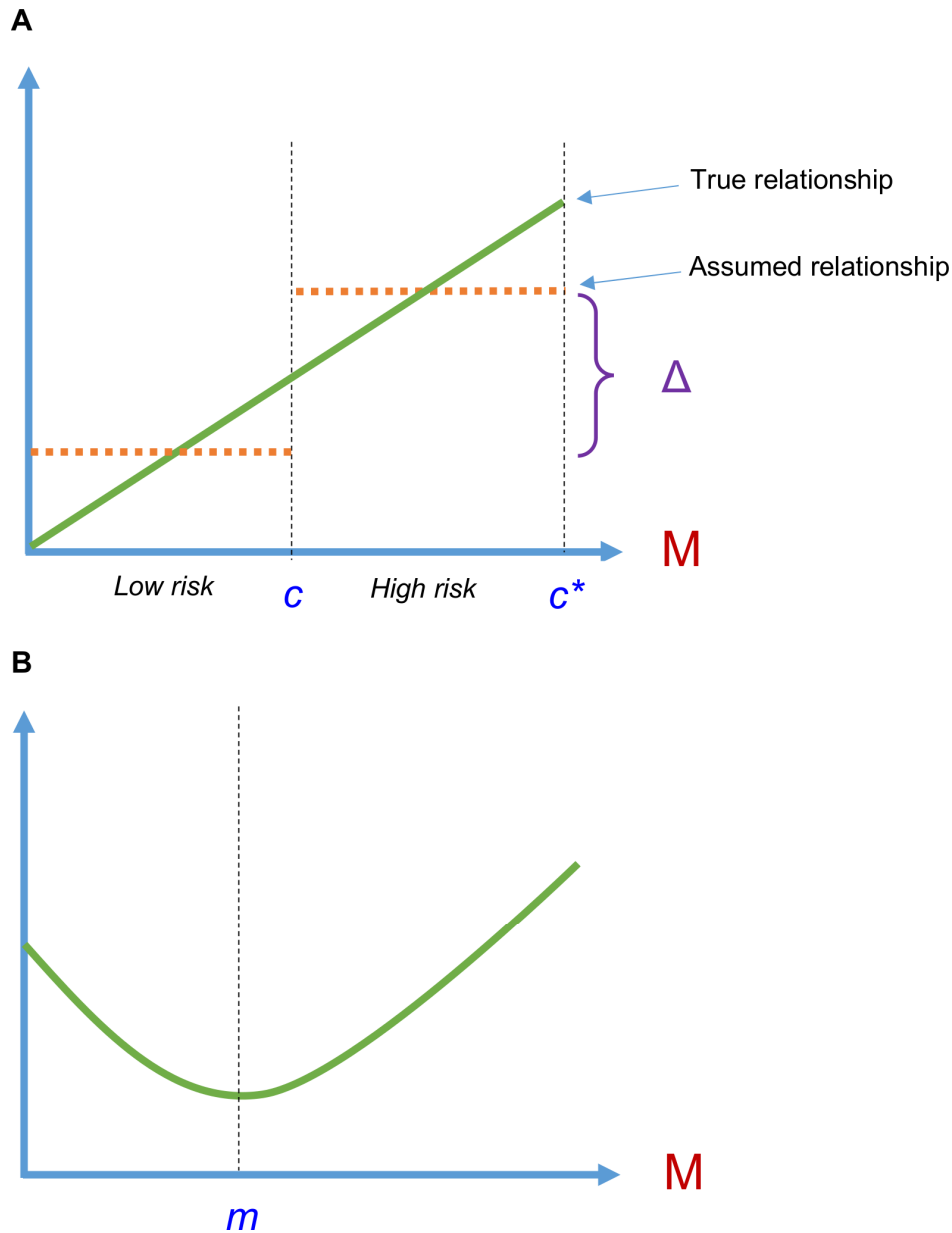 A
True relationship
Assumed relationship
Δ
M
Low risk c High risk c*
B
M
m